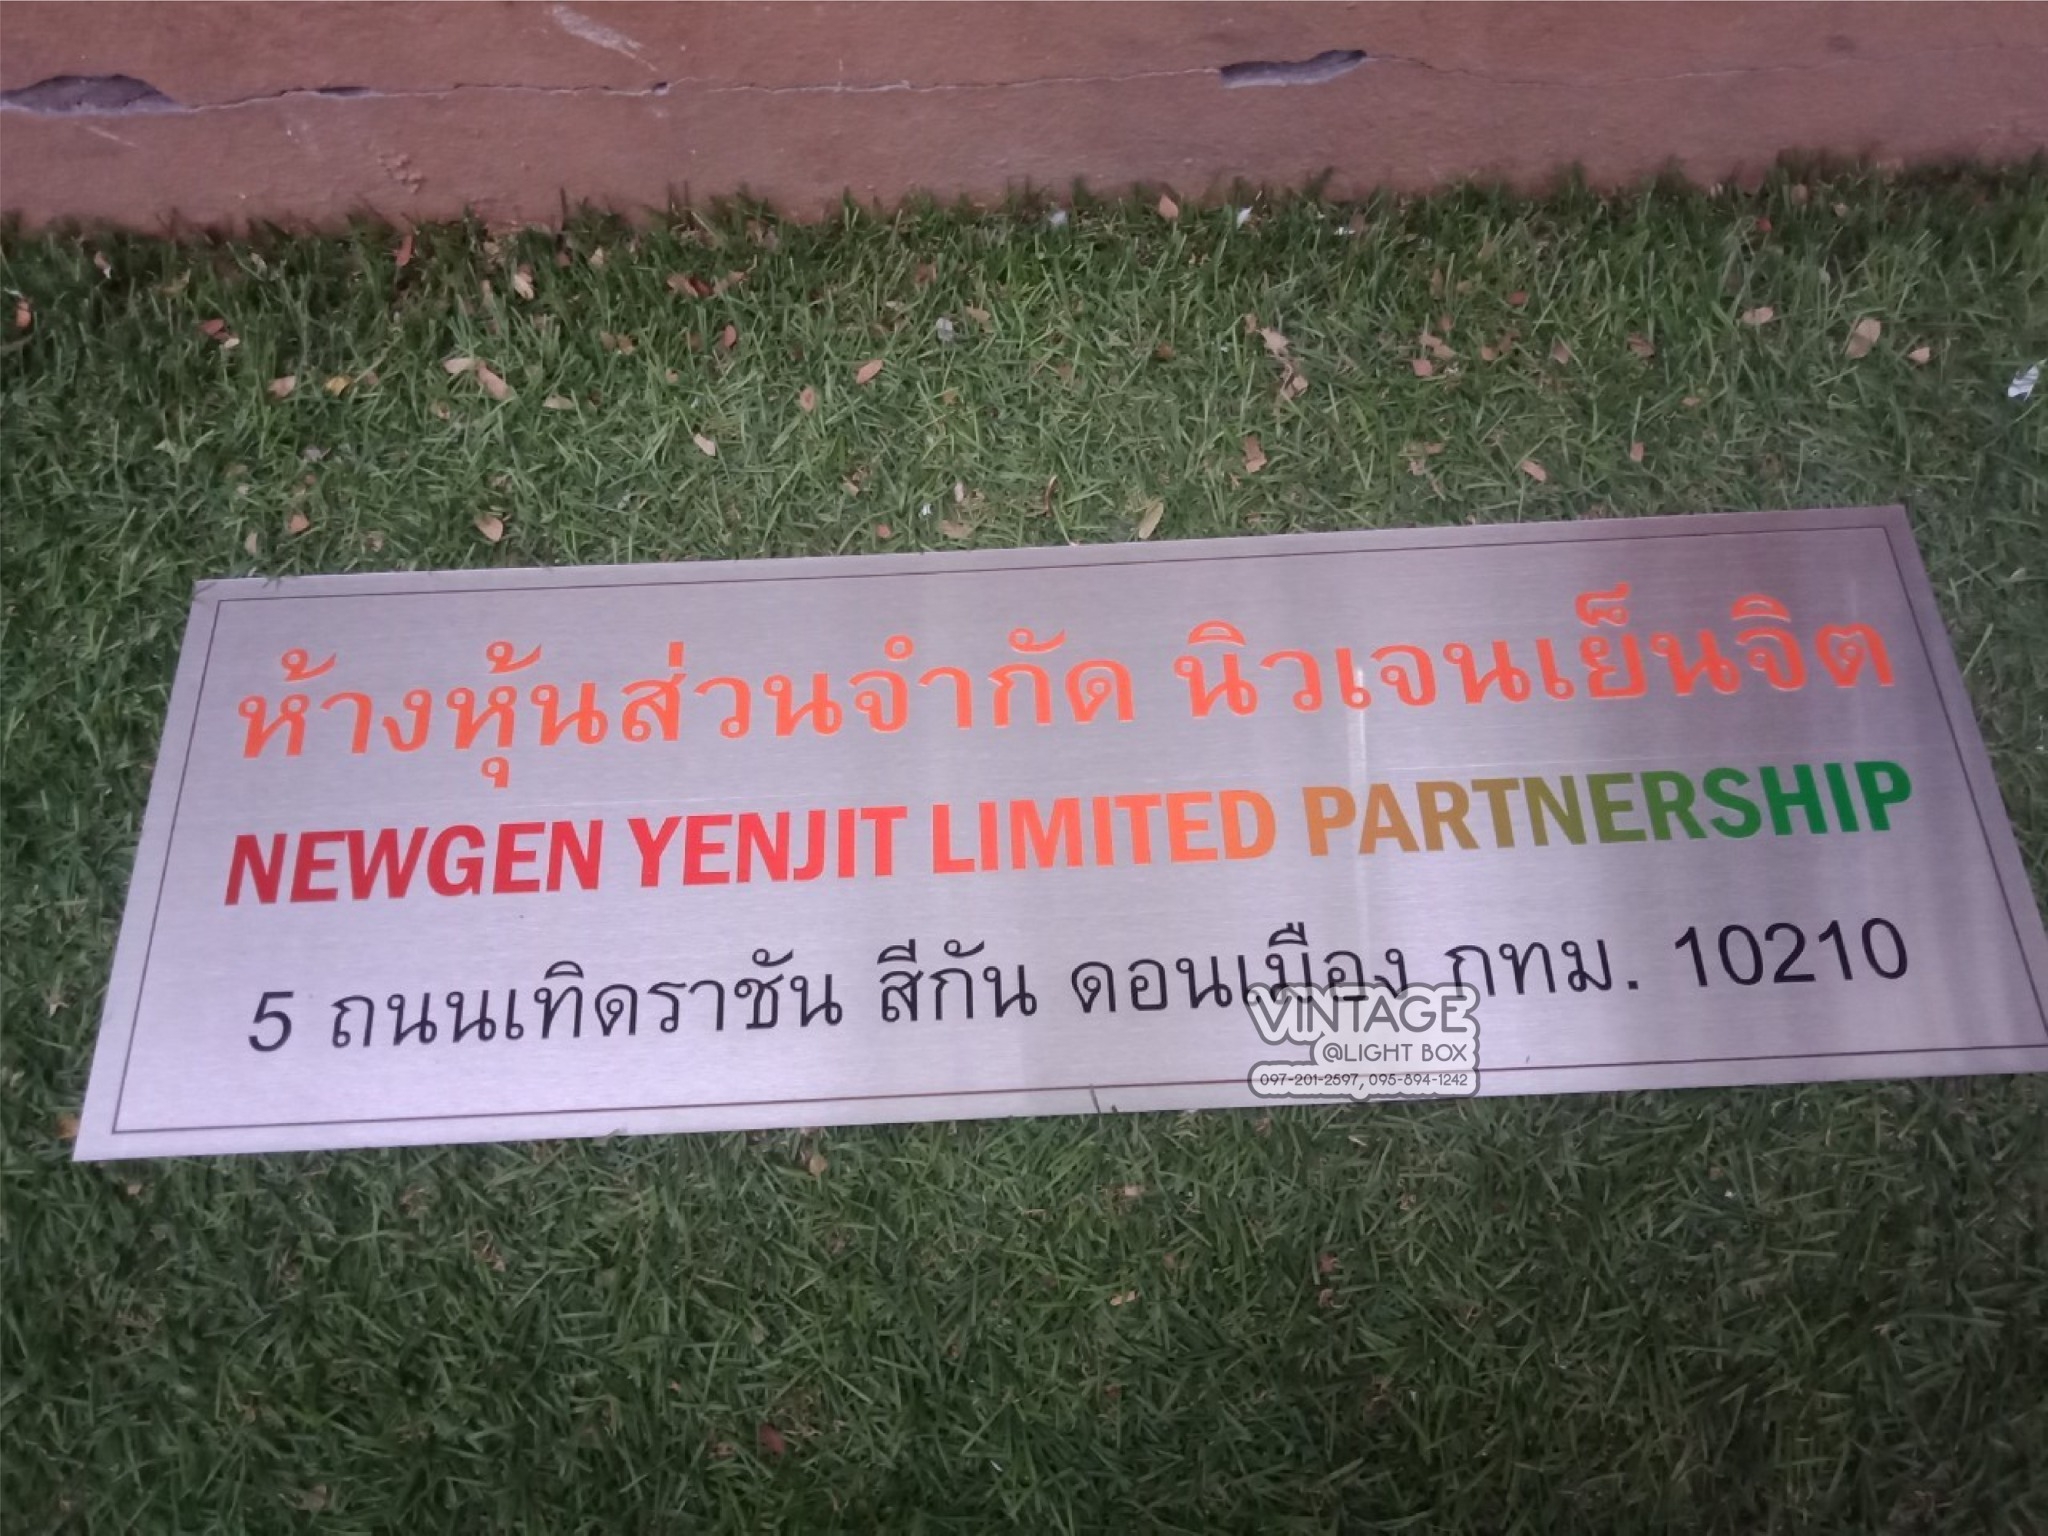 ห้างหุ้นส่วนจำกัด นิวเจนเย็นจิต
NEWGEN YENJIT LIMITED PARTNERSHIP
5 ถนนเทิดราชัน สีกัน ดอนเมือง กทม. 10210
VINTAGE
@LIGHT BOX
097-201-2597, 095-894-1242